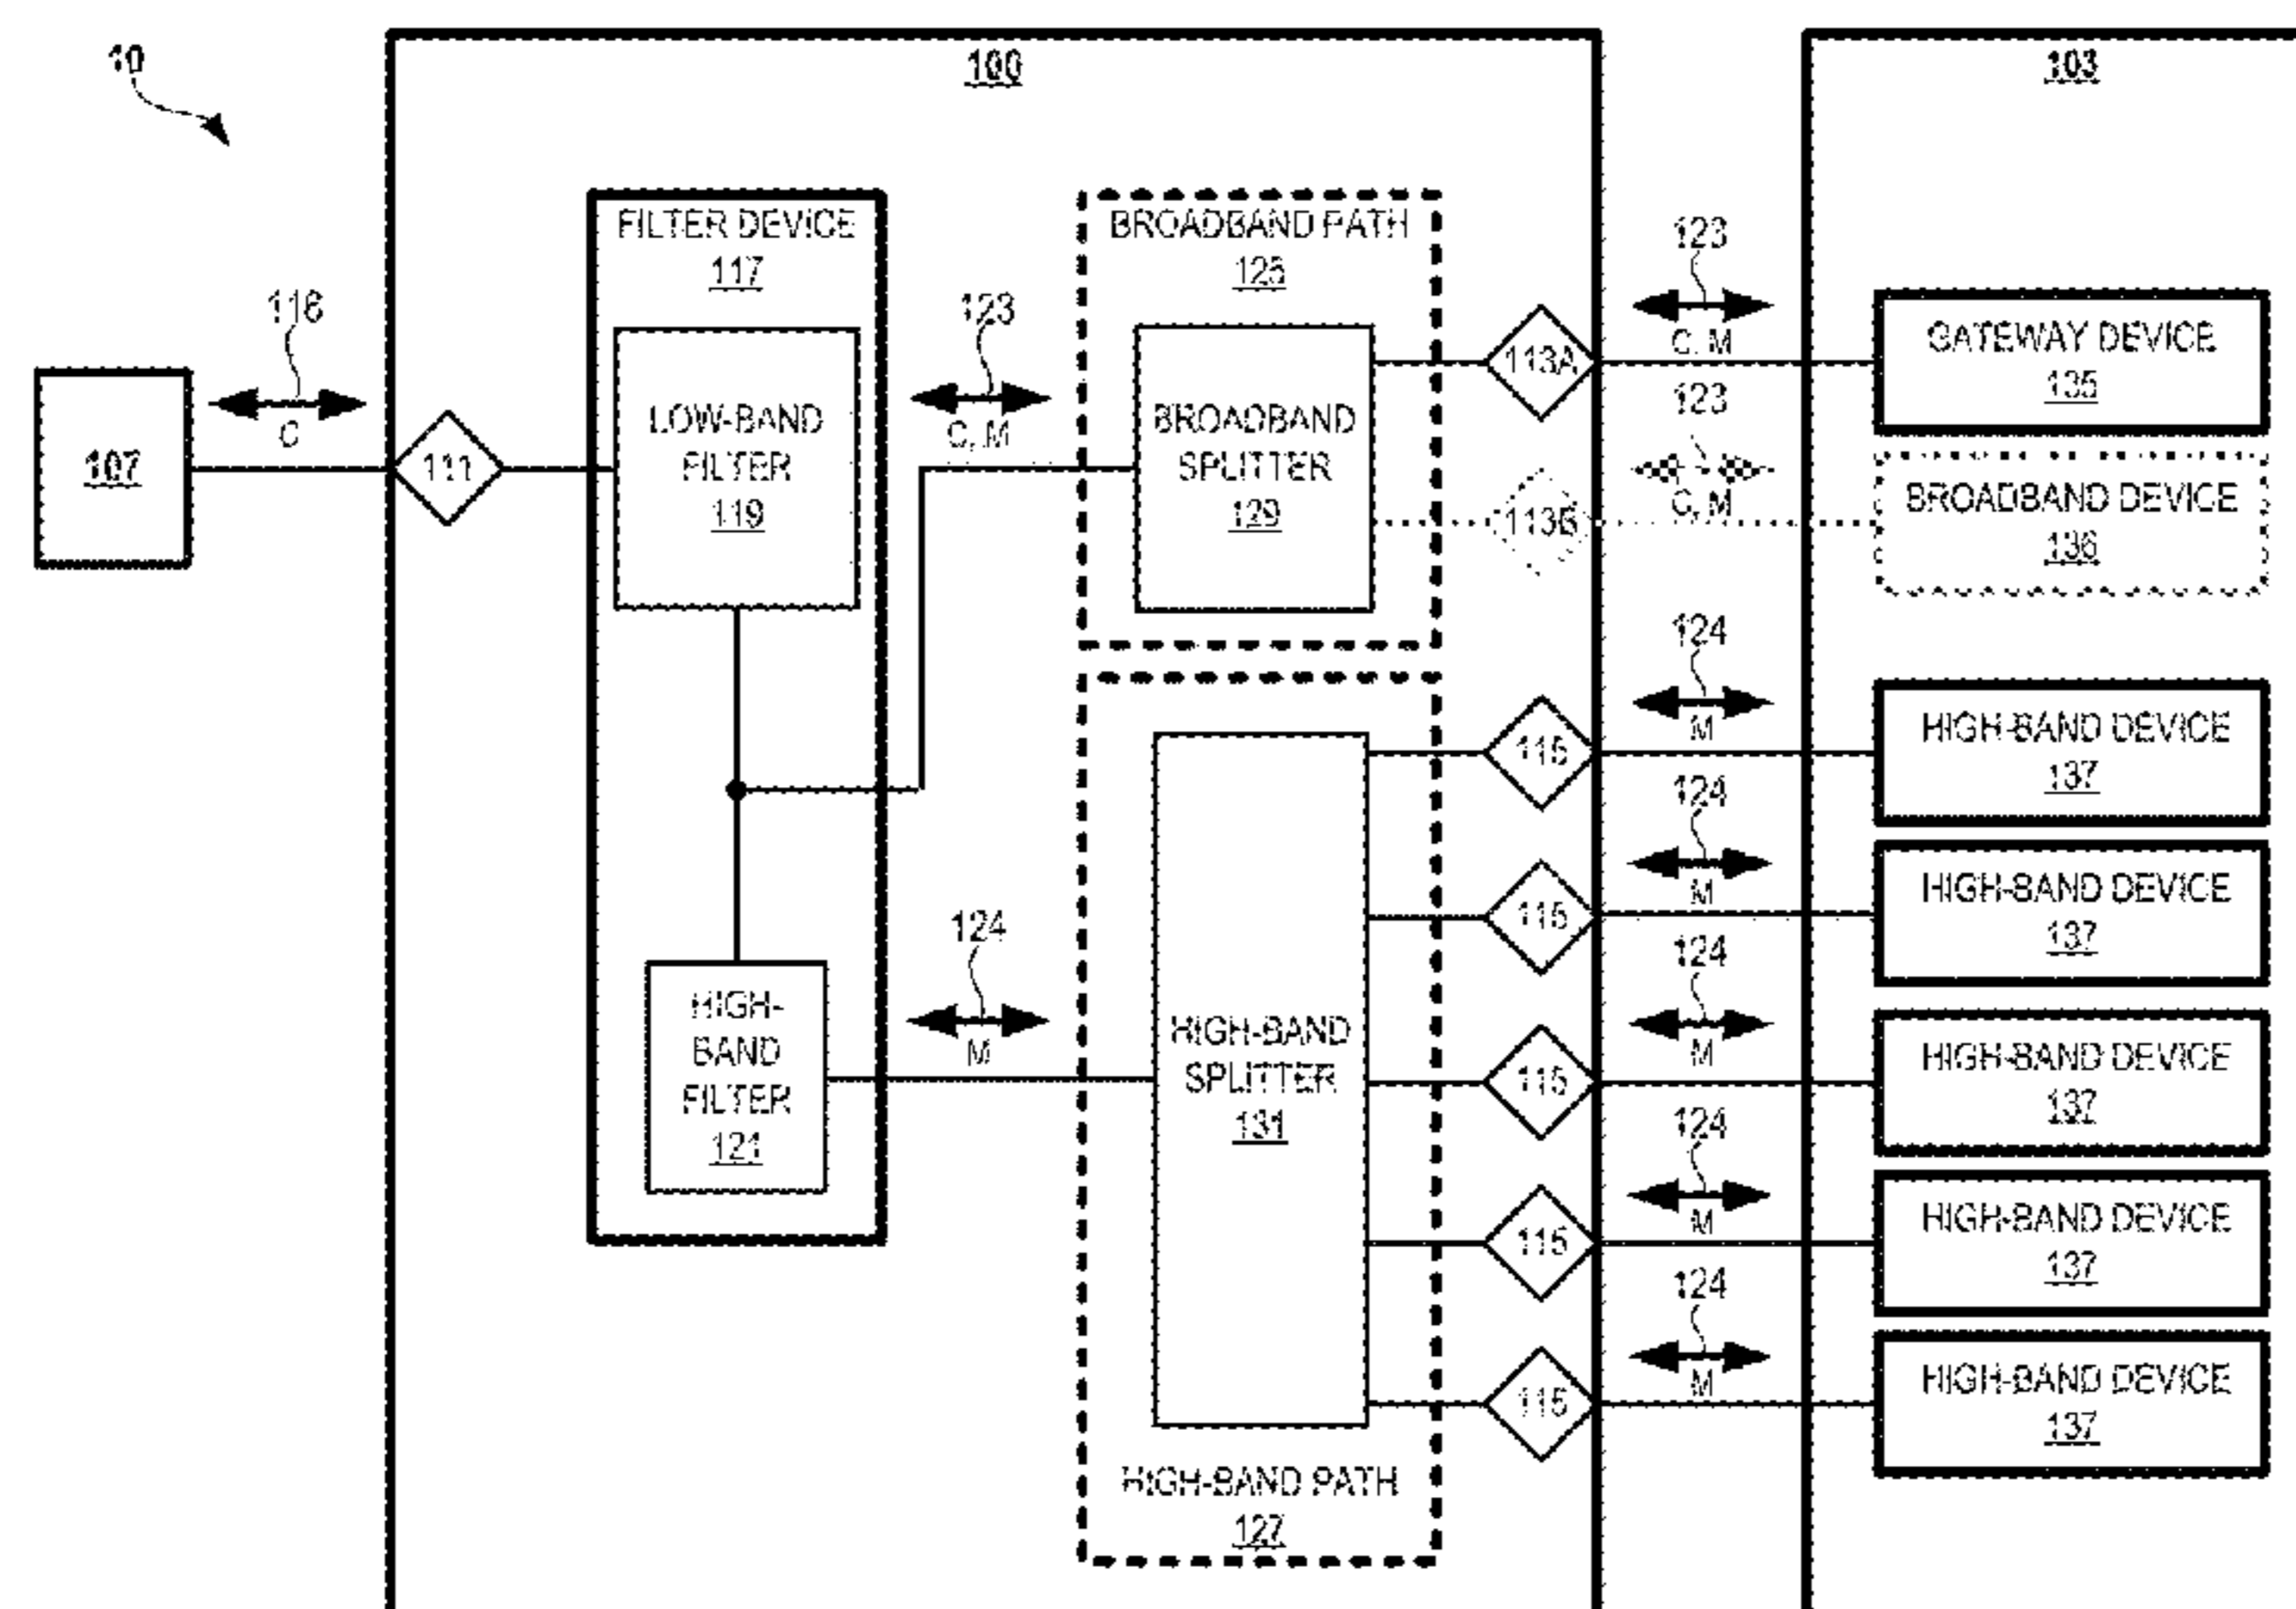 10
100
103
FILTER DEVICE
117
BROADBAND PATH
125
116
C
107
111
LOW-BAND
FILTER
119
123
C, M
BROADBAND
SPLITTER
129
113A
113B
123
C, M
123
C, M
GATEWAY DEVICE
135
BROADBAND DEVICE
136
HIGH-
BAND
FILTER
121
124
M
HIGH-BAND
SPLITTER
131
115
124
M
HIGH-BAND DEVICE
137
115
124
M
HIGH-BAND DEVICE
137
115
124
M
HIGH-BAND DEVICE
137
115
124
M
HIGH-BAND DEVICE
137
115
124
M
HIGH-BAND DEVICE
137
HIGH-BAND PATH
127